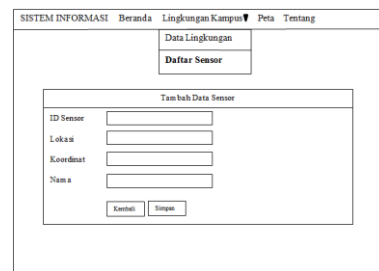 SISTEM INFORMASI Beranda Lingkungan Kampus Peta Tentang
Data Lingkungan
Daftar Sensor
Tambah Data Sensor
ID Sensor
Lokasi
Koordinat
Nama
Kembali Simpan